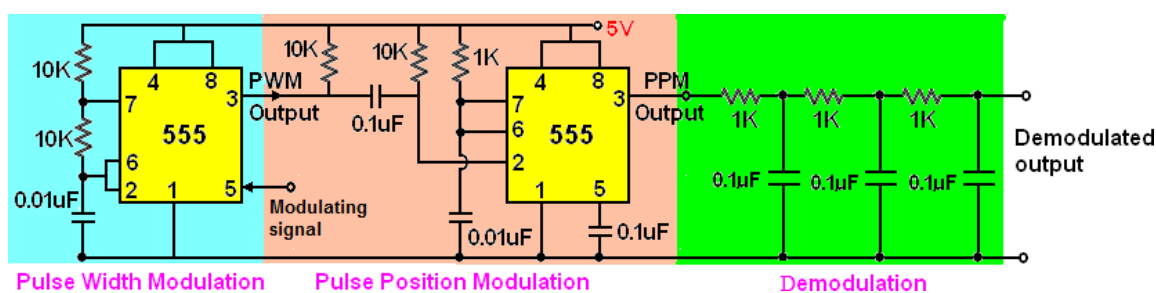 10K
4
8
7
3
PWM
Output
10K
555
6
2
0.01uF
1
5
Modulating
signal
Pulse Width Modulation
5V
10K
10K
1K
0.1uF
4
8
7
3
PPM
Output
6
555
2
1
5
0.01uF
0.1uF
Pulse Position Modulation
1K
1K
1K
0.1µF
0.1µF
0.1µF
Demodulated
output
Demodulation